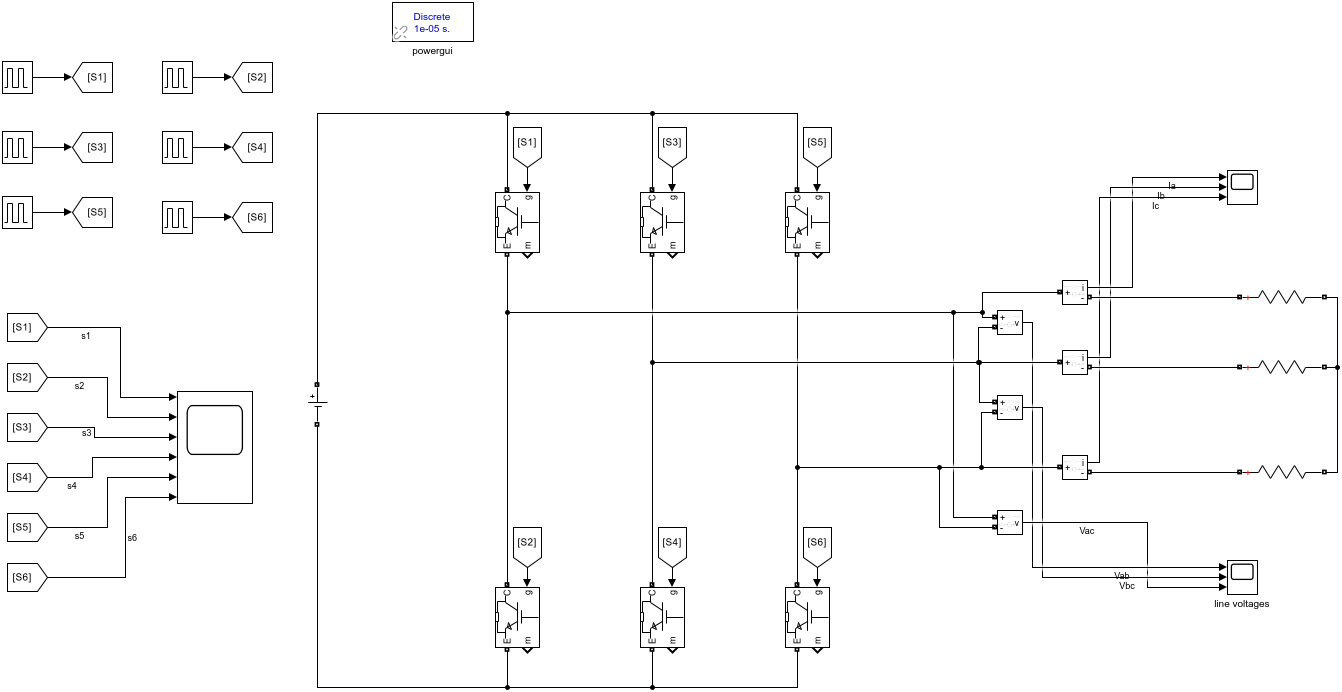 Discrete
1e-05 s.
powergui
[S1]
[S2]
[S3]
[S4]
[S5]
[S6]
[S1]
[S3]
[S5]
C
g
E
m
C
g
E
m
C
g
E
m
Ia
Ib
Ic
+
i
-
+
-
v
+
i
-
+
-
v
+
i
-
+
-
v
+
+
+
+
[S1]
s1
[S2]
s2
[S3]
s3
[S4]
s4
[S5]
s5
[S6]
s6
[S2]
[S4]
[S6]
C
g
E
m
C
g
E
m
C
g
E
m
Vac
Vab
Vbc
line voltages